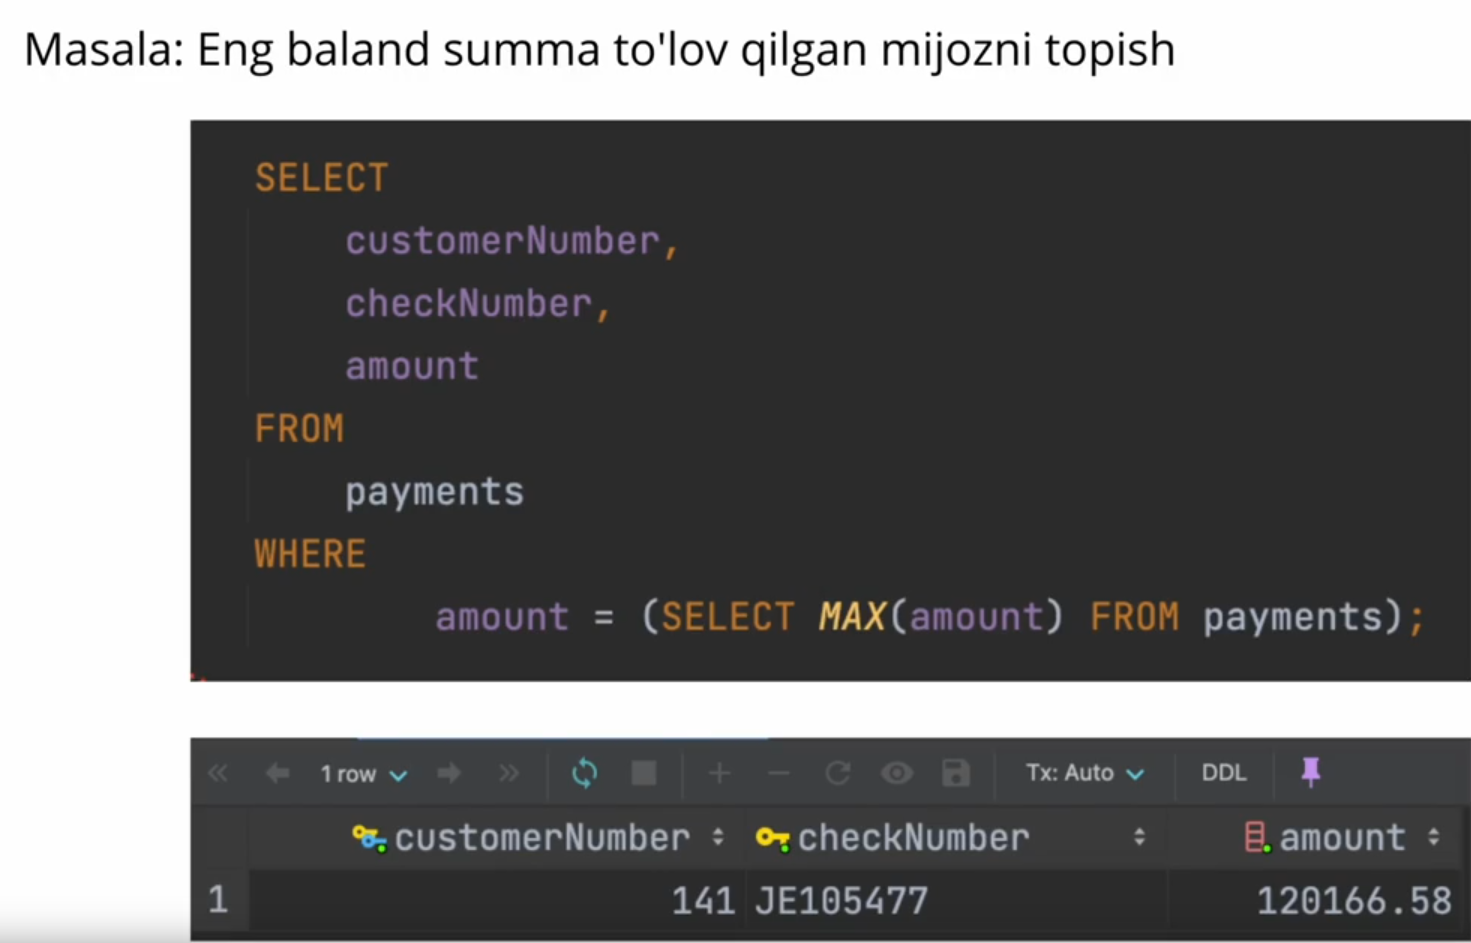 Masala: Eng baland summa to'lov qilgan mijozni topish
SELECT
customerNumber,
checkNumber,
amount
FROM
payments
WHERE
amount = (SELECT MAX(amount) FROM payments);
1 row Tx: Auto DDL
customerNumber checkNumber amount
1 141 JE105477 120166.58